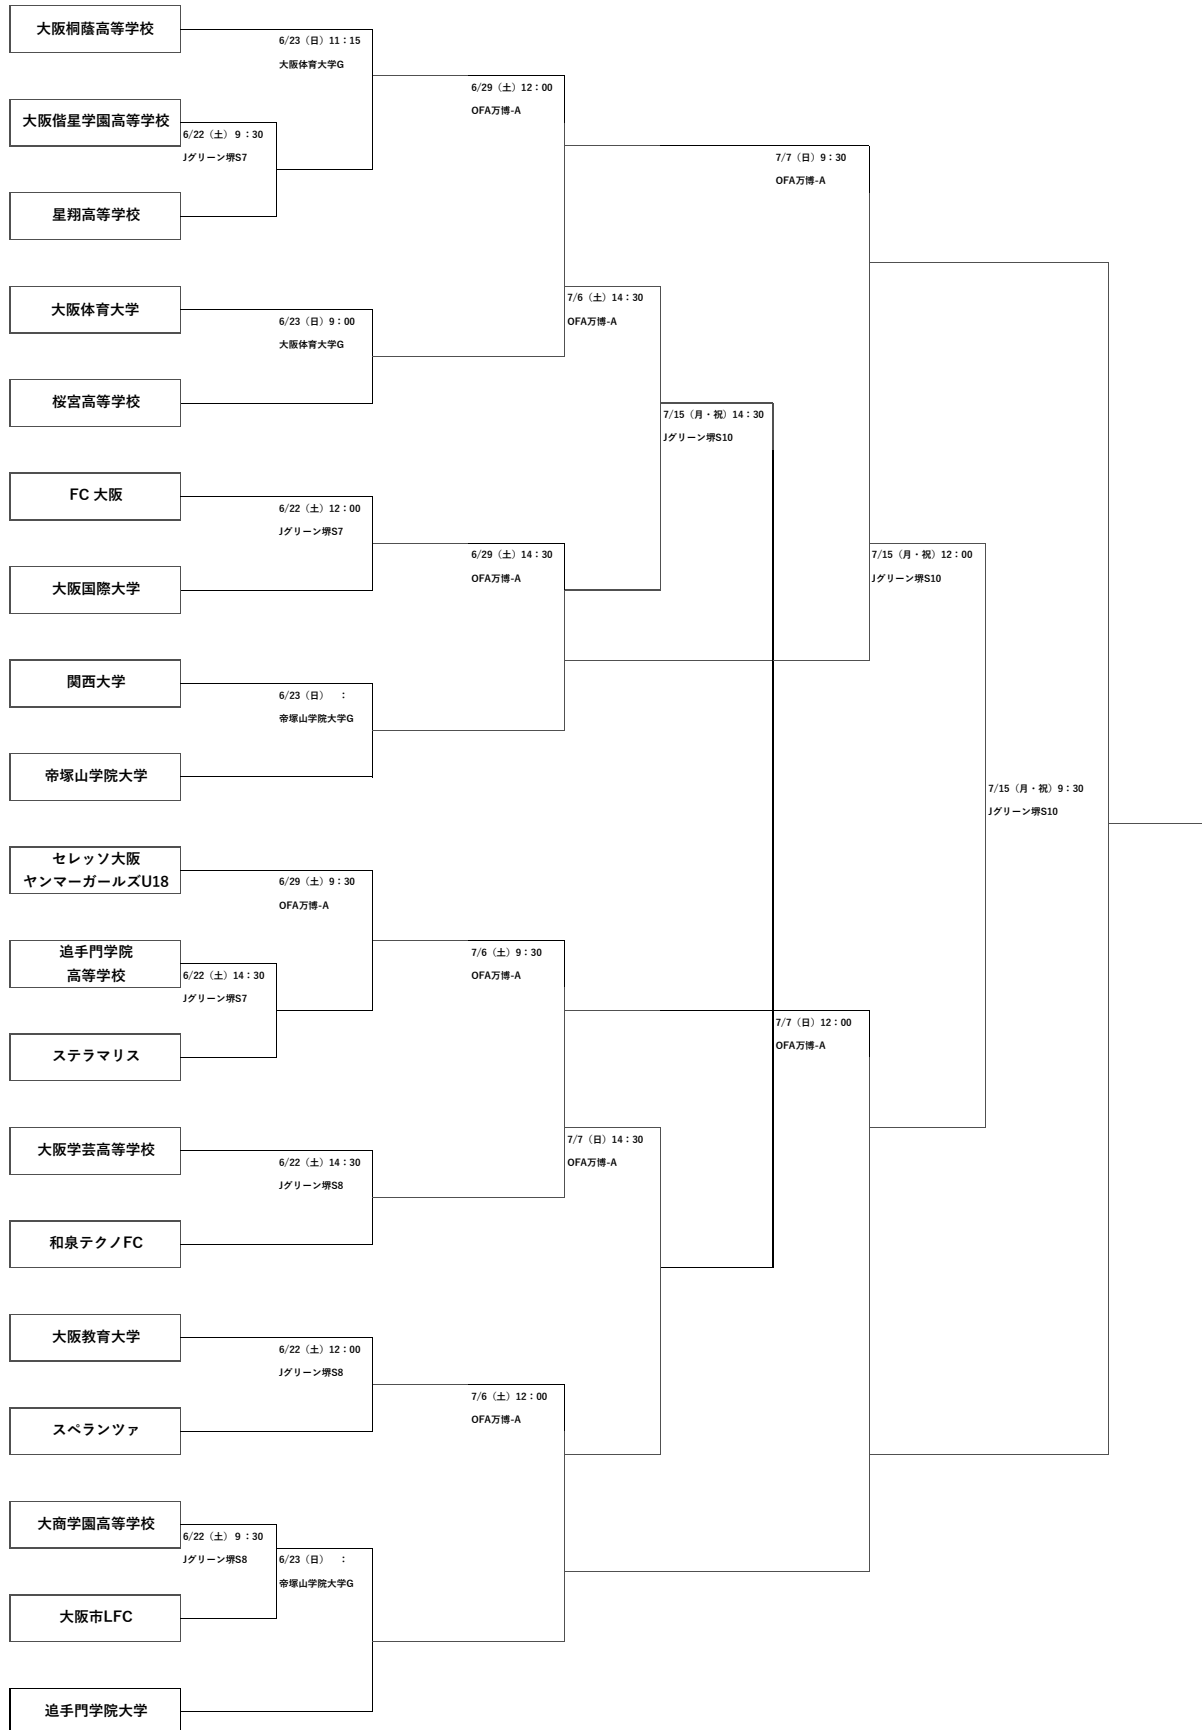 大阪桐蔭高等学校
6/23（日）11：15
大阪体育大学G
6/29（土）12：00
OFA万博-A
大阪偕星学園高等学校
6/22（土）9：30
Jグリーン堺S7
7/7（日）9：30
OFA万博-A
星翔高等学校
大阪体育大学
6/23（日）9：00
大阪体育大学G
7/6（土）14：30
OFA万博-A
桜宮高等学校
7/15（月・祝）14：30
Jグリーン堺S10
FC 大阪
6/22（土）12：00
Jグリーン堺S7
6/29（土）14：30
OFA万博-A
7/15（月・祝）12：00
Jグリーン堺S10
大阪国際大学
関西大学
6/23（日）　：
帝塚山学院大学G
帝塚山学院大学
7/15（月・祝）9：30
Jグリーン堺S10
セレッソ大阪
ヤンマーガールズU18
6/29（土）9：30
OFA万博-A
追手門学院
高等学校
6/22（土）14：30
Jグリーン堺S7
7/6（土）9：30
OFA万博-A
ステラマリス
7/7（日）12：00
OFA万博-A
大阪学芸高等学校
6/22（土）14：30
Jグリーン堺S8
7/7（日）14：30
OFA万博-A
和泉テクノFC
大阪教育大学
6/22（土）12：00
Jグリーン堺S8
7/6（土）12：00
OFA万博-A
スペランツァ
大商学園高等学校
6/22（土）9：30
Jグリーン堺S8
6/23（日）　：
帝塚山学院大学G
大阪市LFC
追手門学院大学